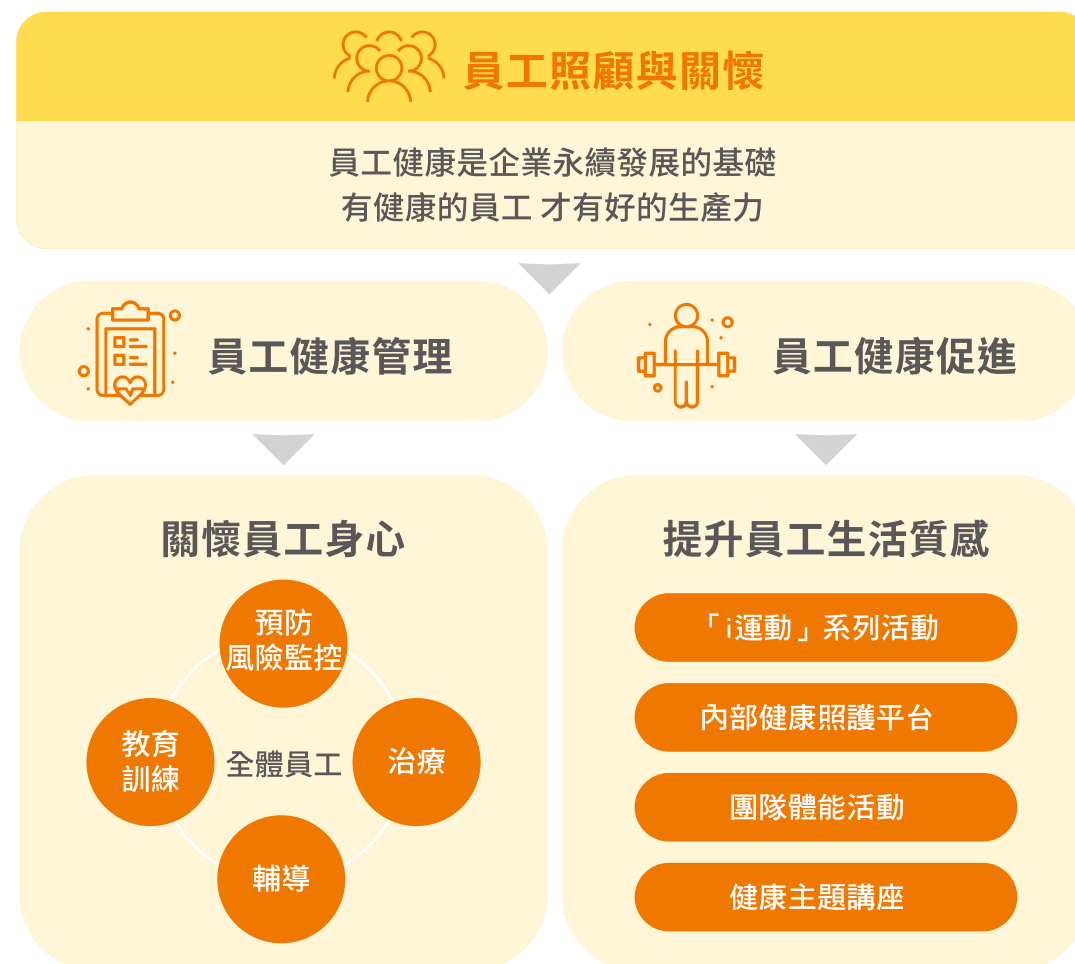 員工照顧與關懷
員工健康是企業永續發展的基礎
有健康的員工 才有好的生產力
員工健康管理
員工健康促進
關懷員工身心
預防
風險監控
教育
訓練
全體員工
治療
輔導
提升員工生活質感
「i運動」系列活動
內部健康照護平台
團隊體能活動
健康主題講座